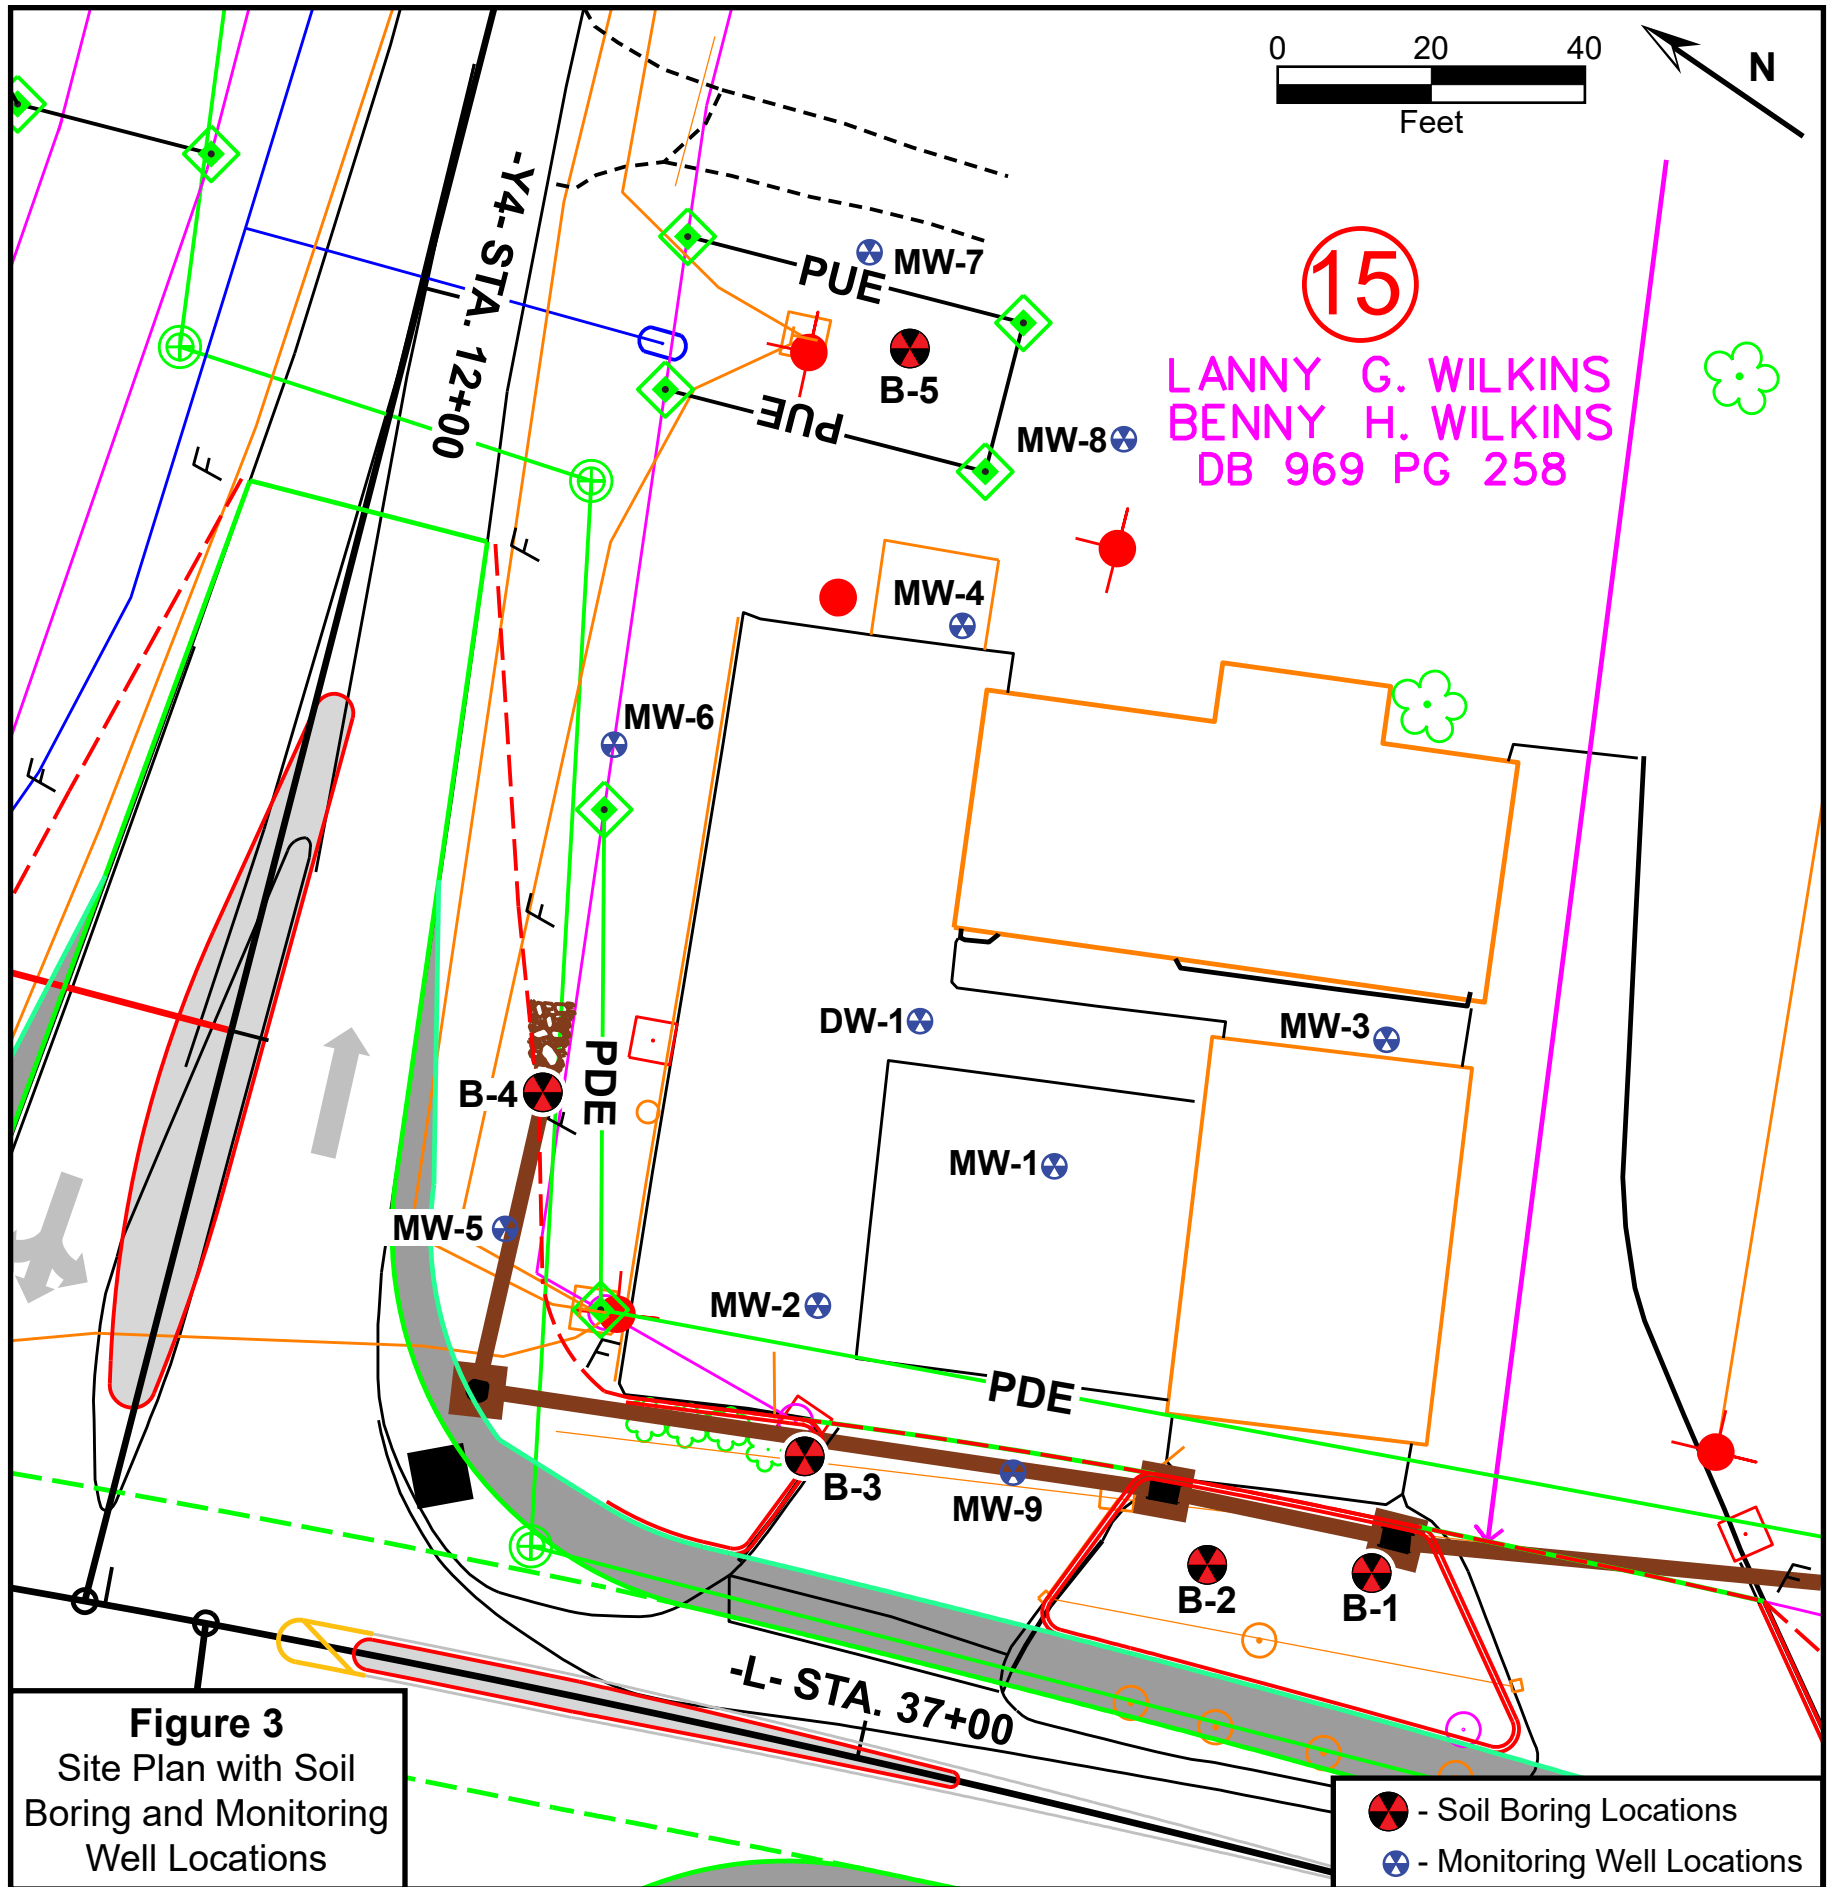 0 20 40
Feet
N
-Y4- STA. 12+00
PUE
MW-7
15
B-5
PUE
LANNY G. WILKINS
BENNY H. WILKINS
DB 969 PG 258
MW-8
F
F
MW-4
MW-6
F
F
DW-1
MW-3
PDE
B-4
F
MW-1
MW-5
MW-2
F
PDE
B-3
MW-9
B-2
B-1
F
-L- STA. 37+00
Figure 3
Site Plan with Soil
Boring and Monitoring
Well Locations
- Soil Boring Locations
- Monitoring Well Locations